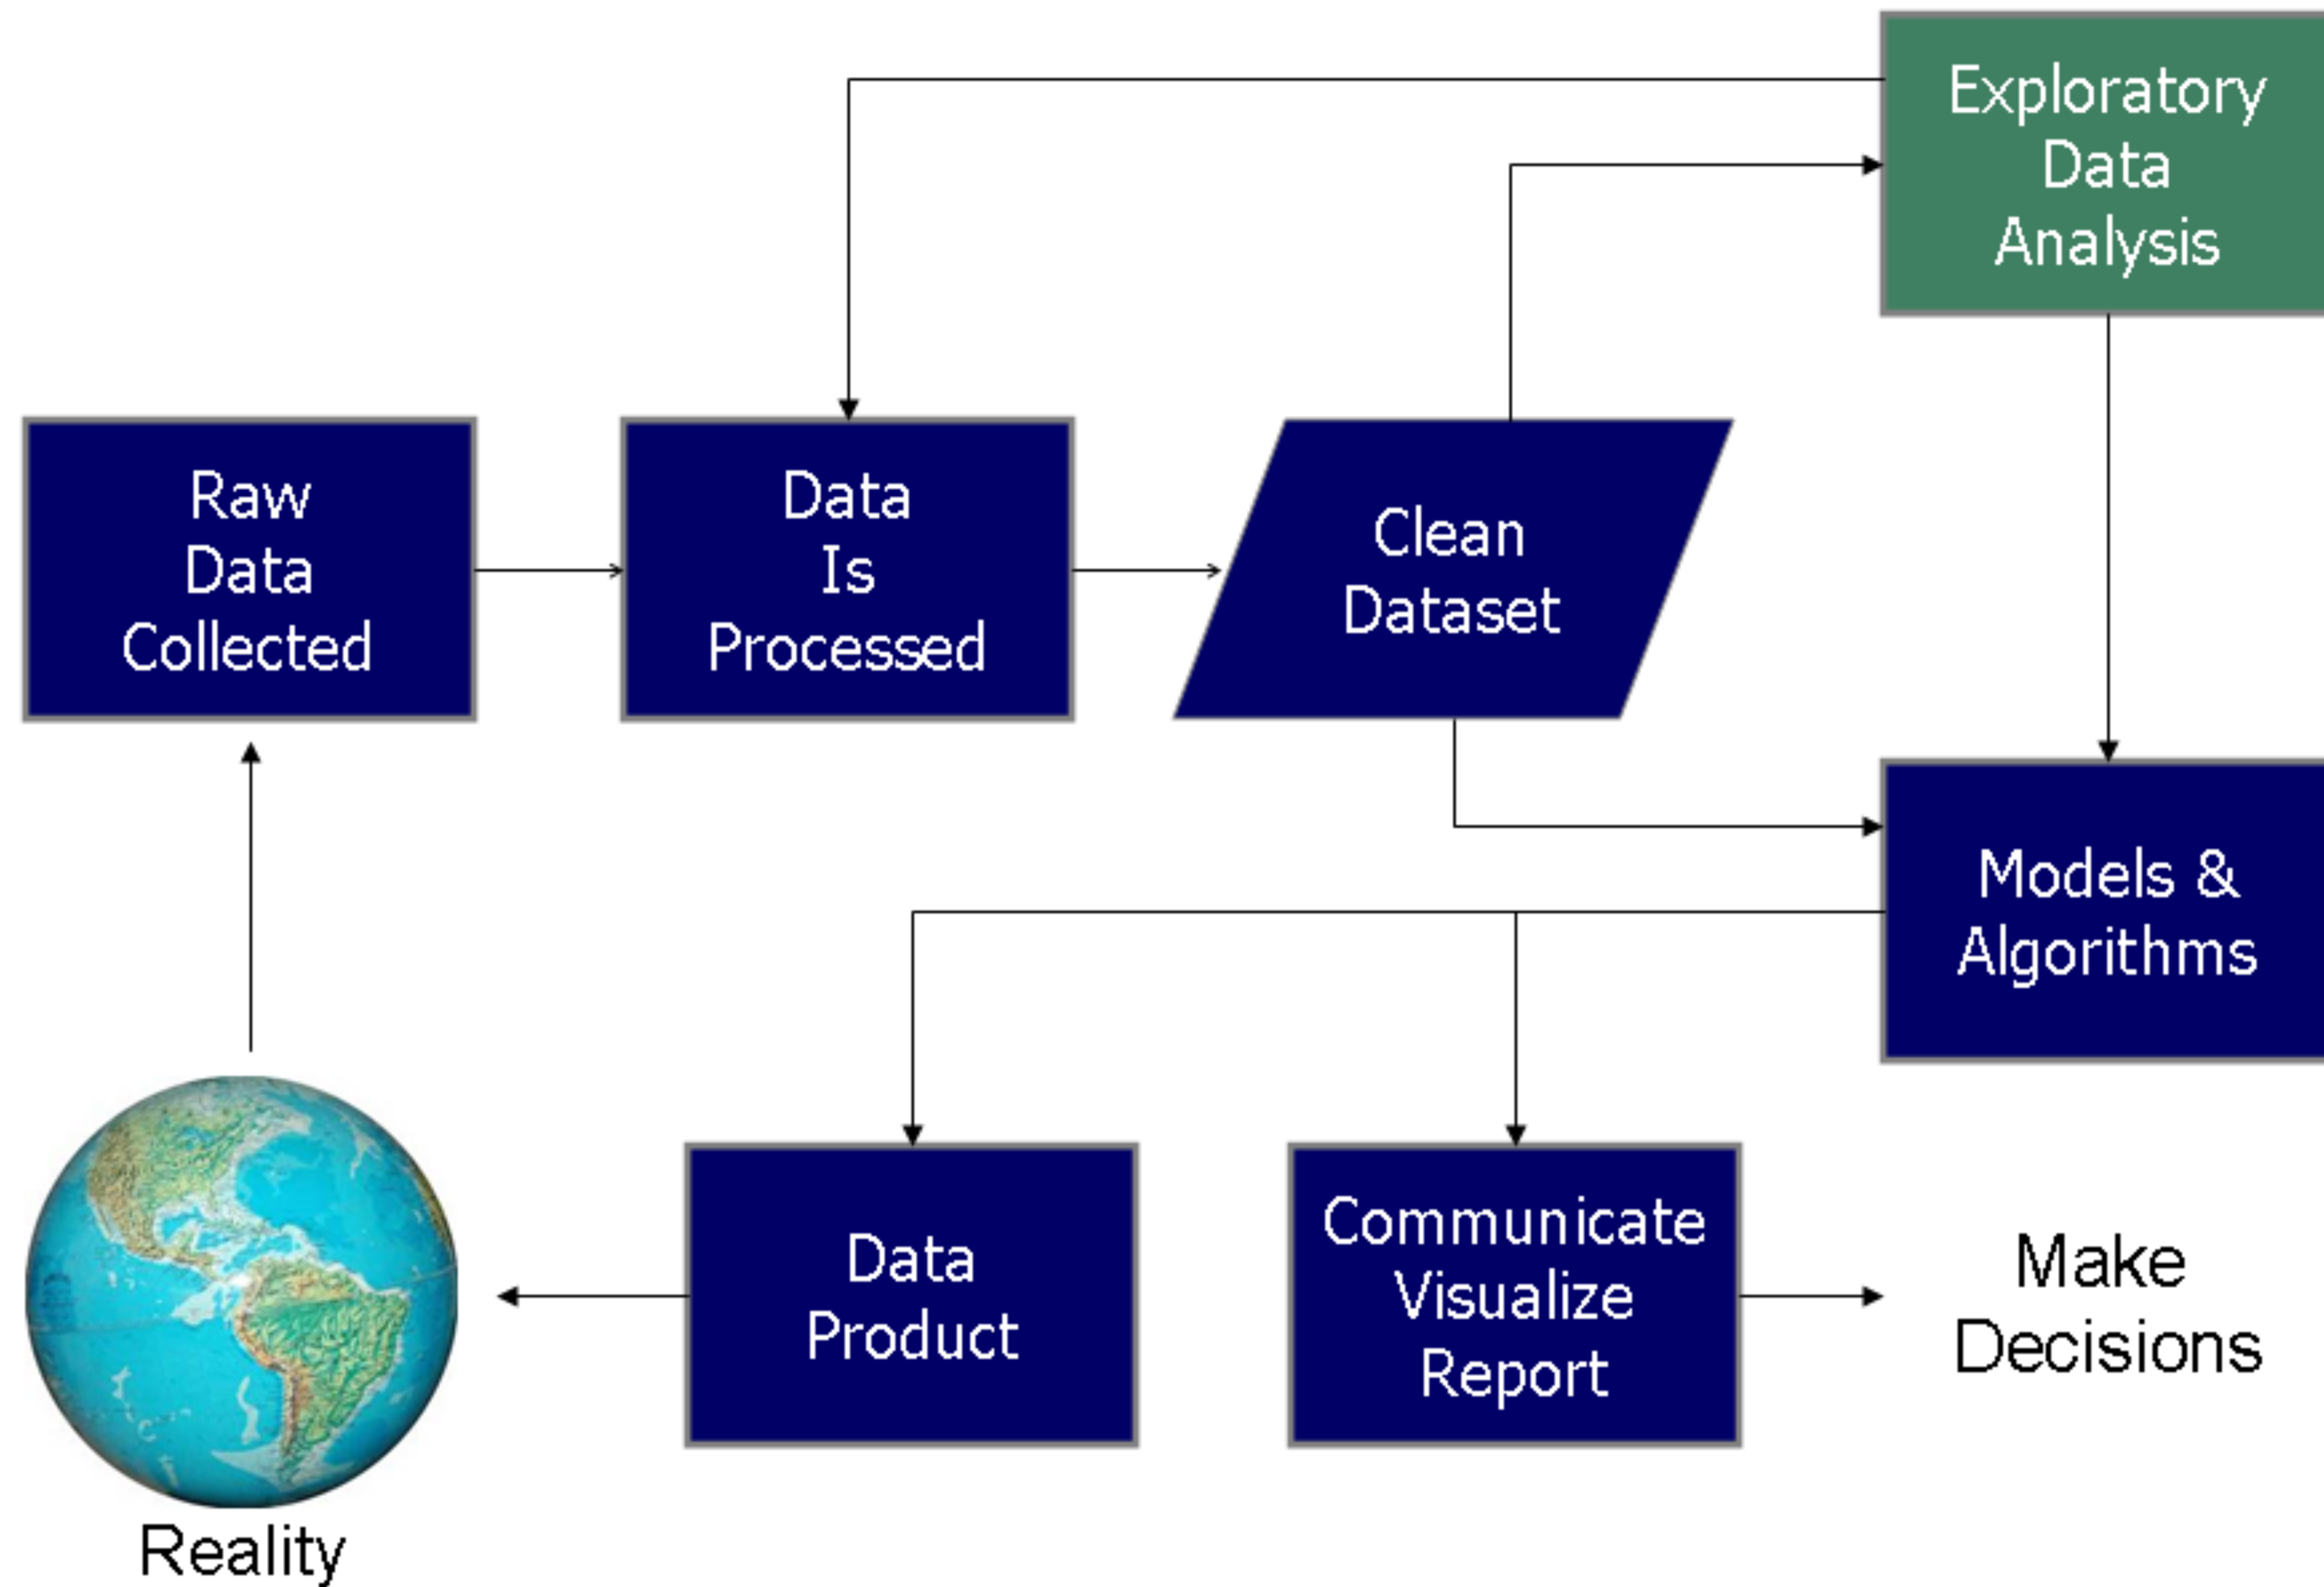 Exploratory
Data
Analysis
Raw
Data
Collected
Data
Is
Processed
Clean
Dataset
Models &
Algorithms
Data
Product
Communicate
Visualize
Report
Make
Decisions
Reality